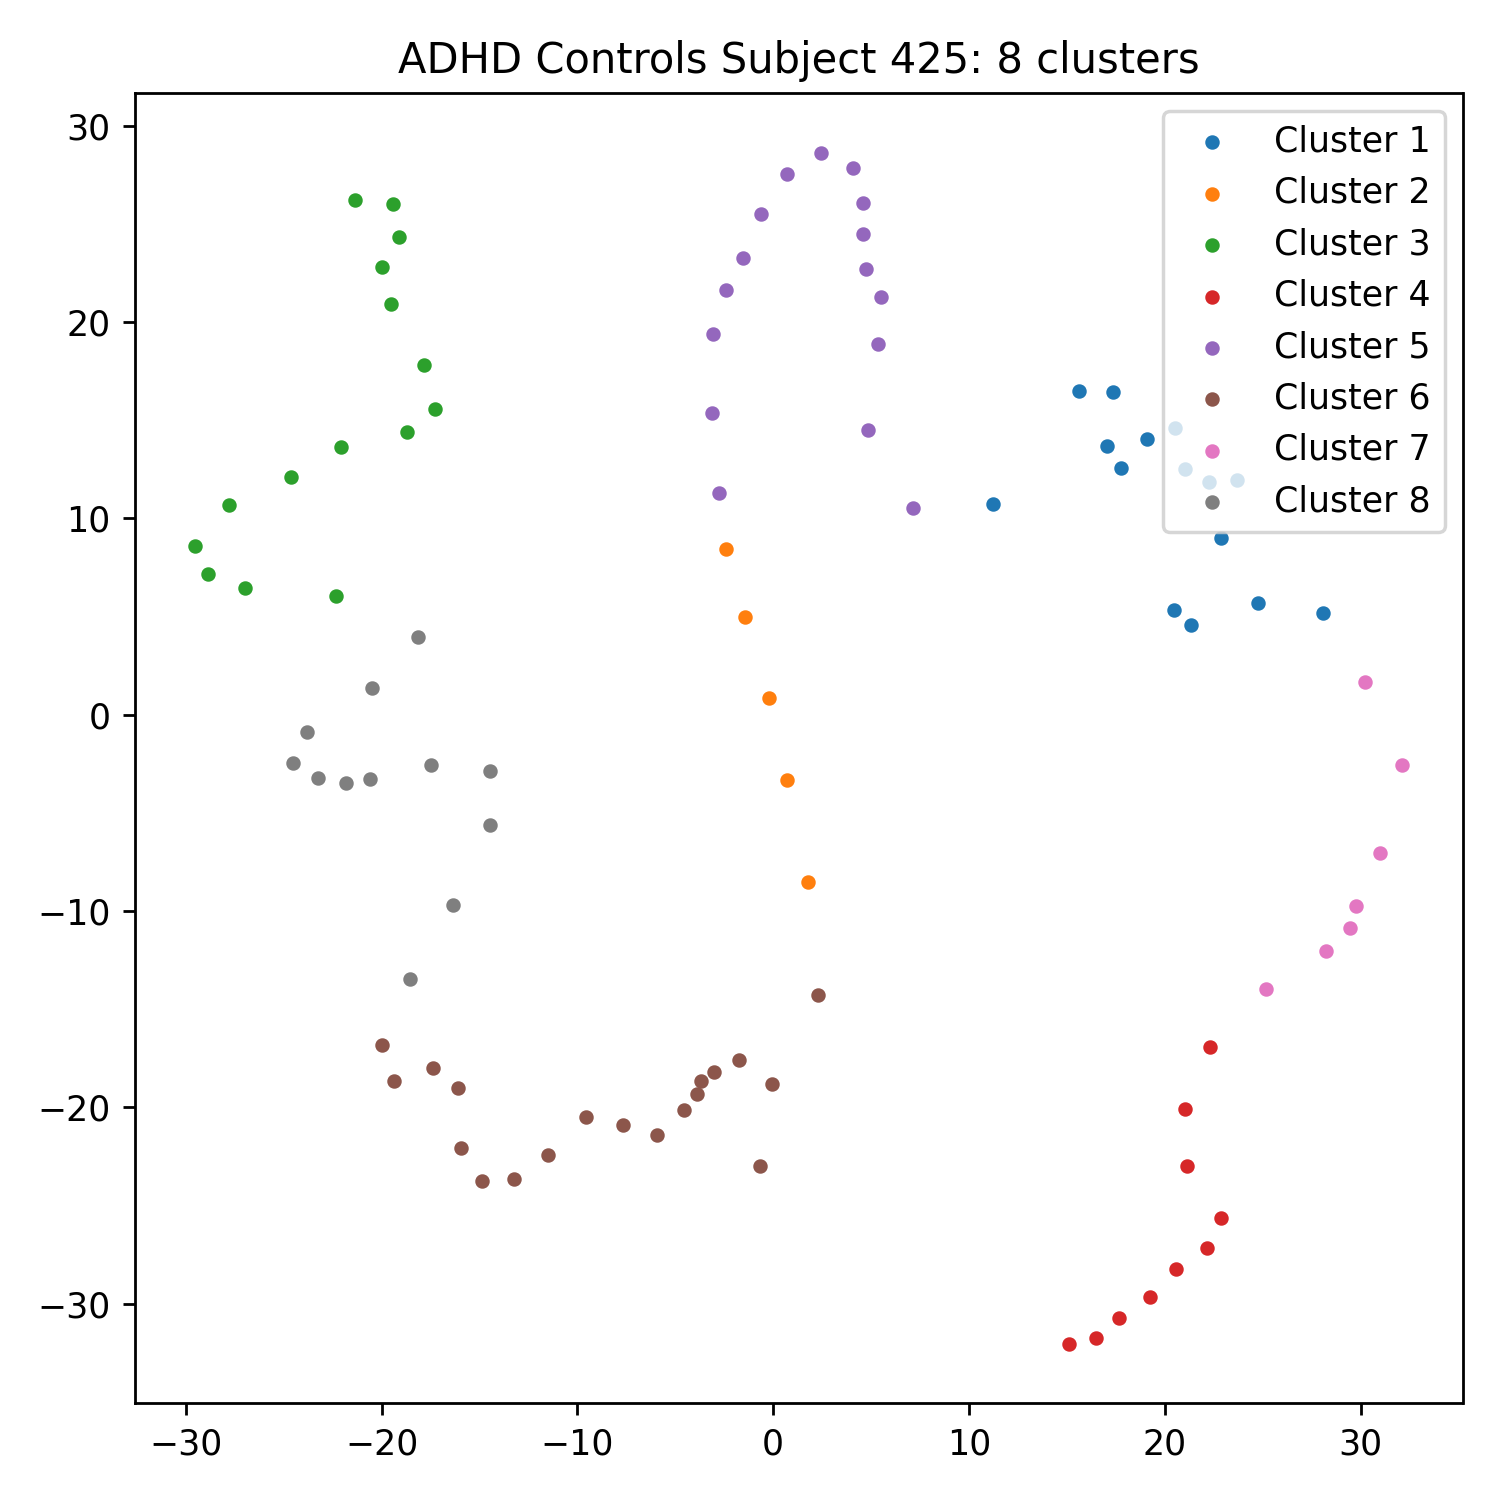 ADHD Controls Subject 425: 8 clusters
30
20
10
0
−10
−20
−30
Cluster 1
Cluster 2
Cluster 3
Cluster 4
Cluster 5
Cluster 6
Cluster 7
Cluster 8
−30 −20 −10 0 10 20 30